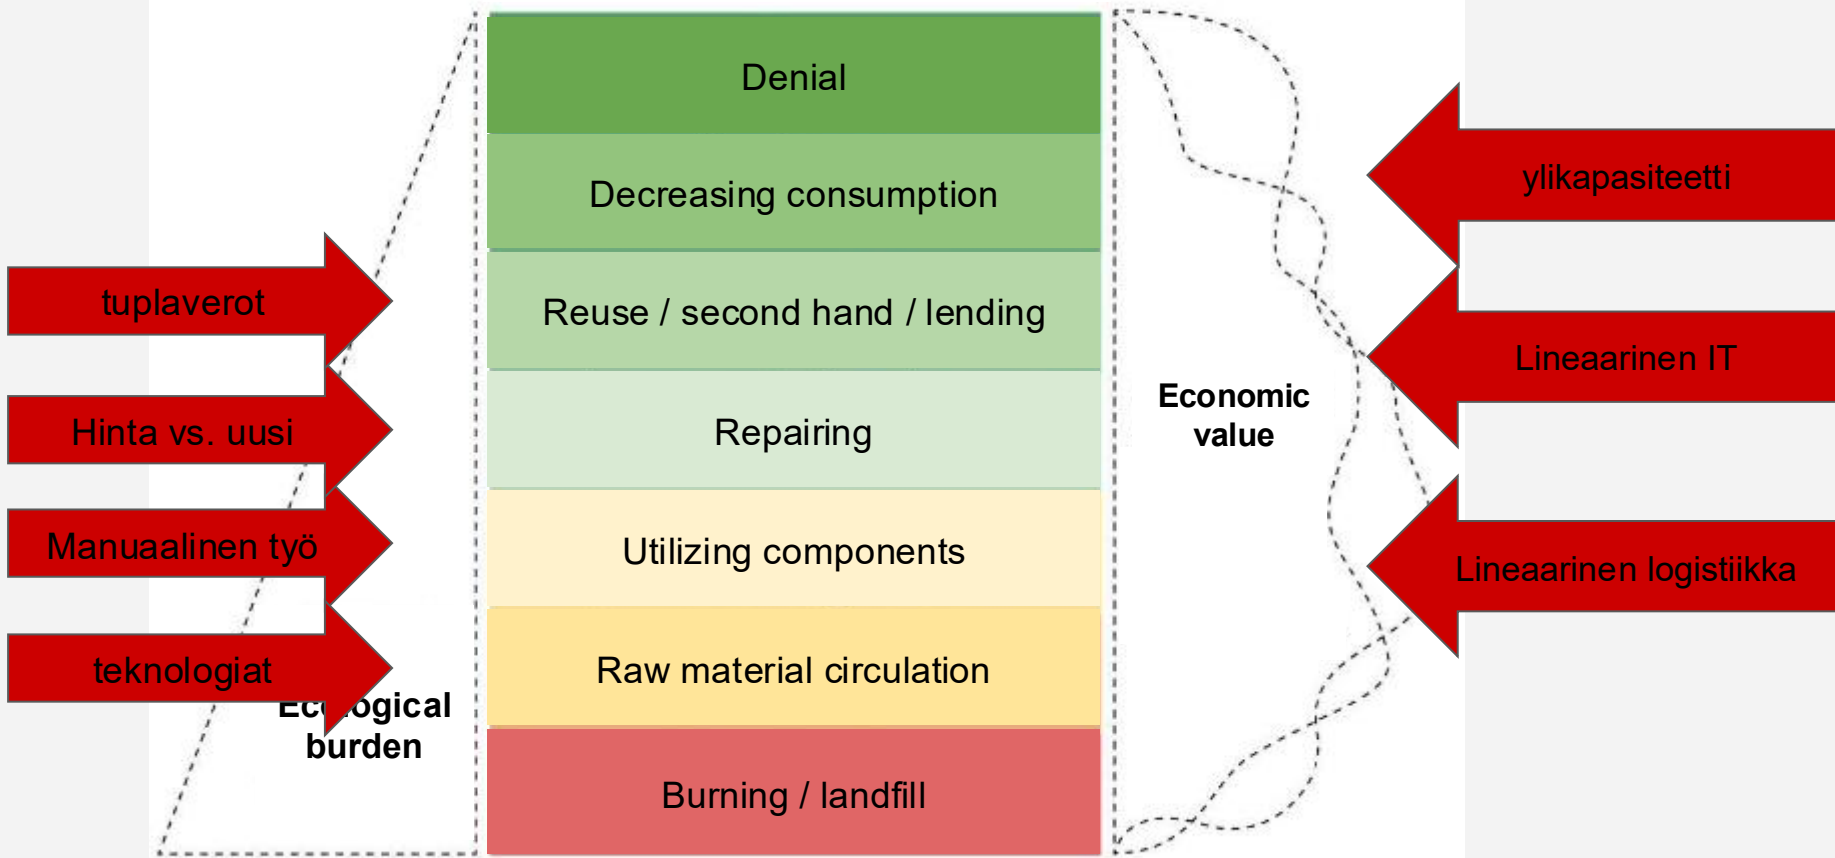 Denial
Decreasing consumption
Reuse / second hand / lending
Repairing
Utilizing components
Raw material circulation
Burning / landfill
tuplaverot
Hinta vs. uusi
Manuaalinen työ
teknologiat
Ecological
burden
Economic
value
ylikapasiteetti
Lineaarinen IT
Lineaarinen logistiikka